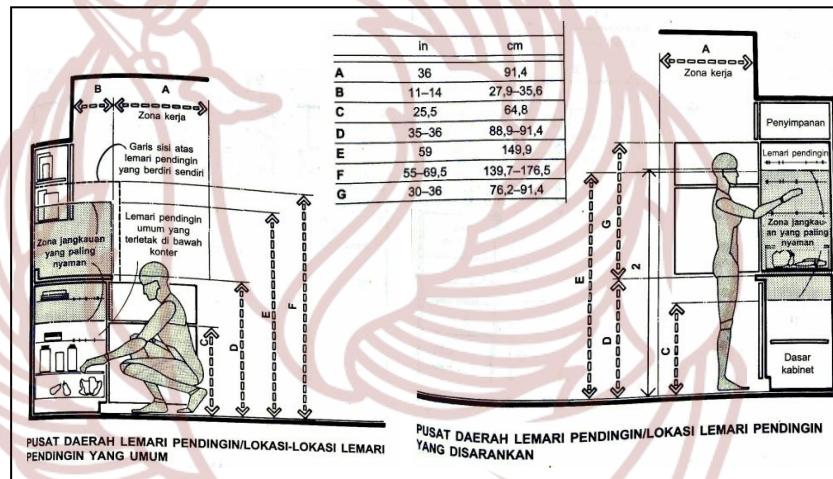 in cm
A 36 91,4
B 11–14 27,9–35,6
C 25,5 64,8
D 35–36 88,9–91,4
E 59 149,9
F 55–69,5 139,7–176,5
G 30–36 76,2–91,4
B A
Zona kerja
Garis sisi atas
lemari pendingin
yang berdiri sendiri
Lemari pendingin
umum yang
terletak di bawah
konter
Zona jangkauan
yang paling
nyaman
C
D
E
F
PUSAT DAERAH LEMARI PENDINGIN/LOKASI-LOKASI LEMARI
PENDINGIN YANG UMUM
A
Zona kerja
Penyimpanan
Lemari pendingin
Zona jangkau-
an yang paling
nyaman
Dasar
kabinet
G
2
E
D
C
PUSAT DAERAH LEMARI PENDINGIN/LOKASI LEMARI PENDINGIN
YANG DISARANKAN